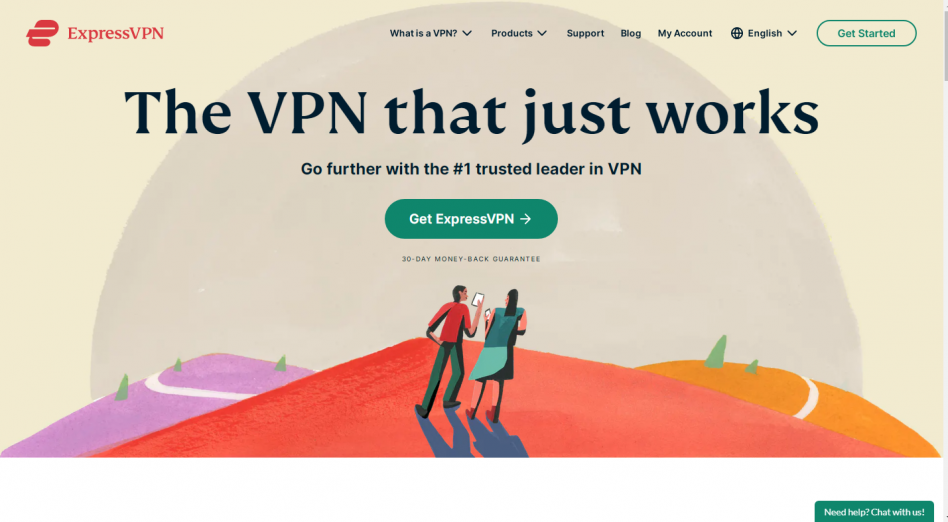 ExpressVPN
What is a VPN? Products Support Blog My Account English Get Started
The VPN that just works
Go further with the #1 trusted leader in VPN
Get ExpressVPN →
30-DAY MONEY-BACK GUARANTEE
Need help? Chat with us!